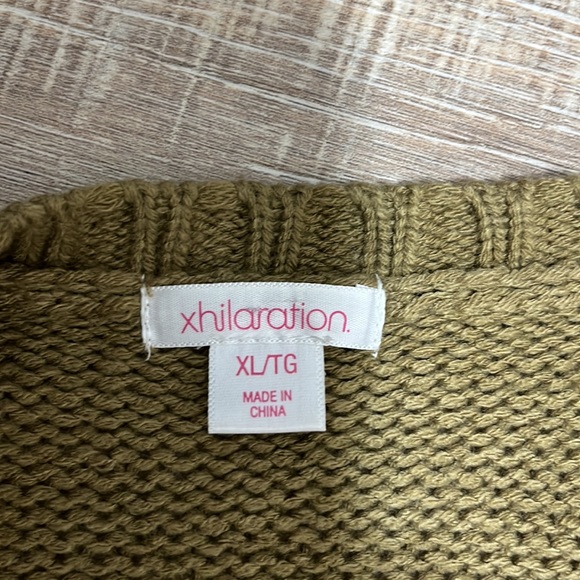 xhilaration.
XL/TG
MADE IN
CHINA